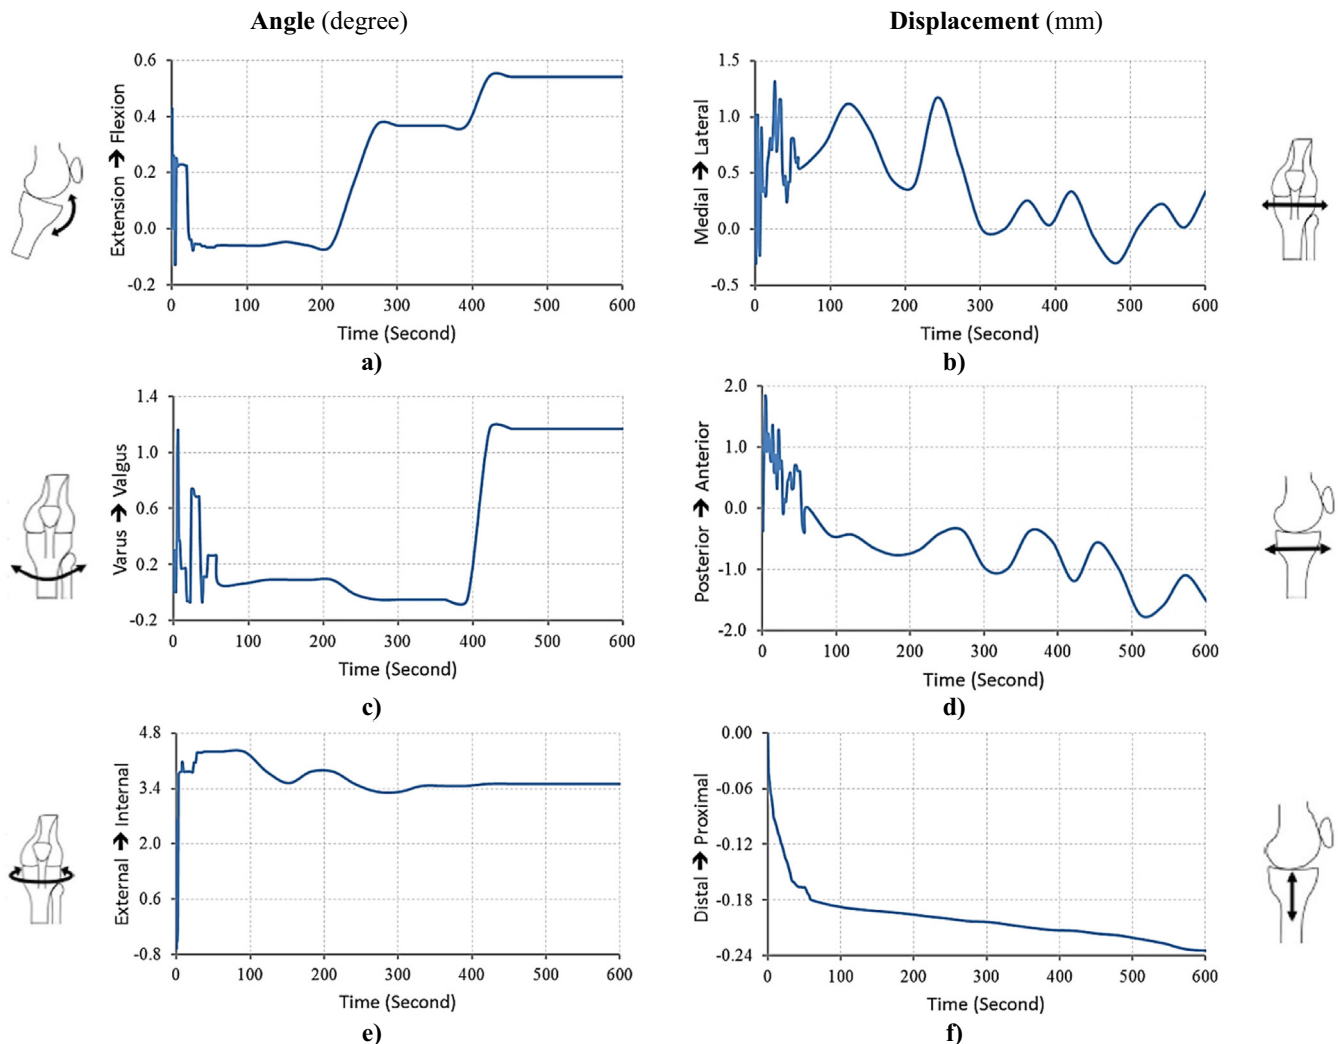 Angle (degree)
Displacement (mm)
Extension ➔ Flexion
0.6
0.4
0.2
0.0
-0.2
0 100 200 300 400 500 600
Time (Second)
a)
Medial ➔ Lateral
1.5
1.0
0.5
0.0
-0.5
0 100 200 300 400 500 600
Time (Second)
b)
Varus ➔ Valgus
1.4
1.0
0.6
0.2
-0.2
0 100 200 300 400 500 600
Time (Second)
c)
Posterior ➔ Anterior
2.0
1.0
0.0
-1.0
-2.0
0 100 200 300 400 500 600
Time (Second)
d)
External ➔ Internal
4.8
3.4
2.0
0.6
-0.8
0 100 200 300 400 500 600
Time (Second)
e)
Distal ➔ Proximal
0.00
-0.06
-0.12
-0.18
-0.24
0 100 200 300 400 500 600
Time (Second)
f)